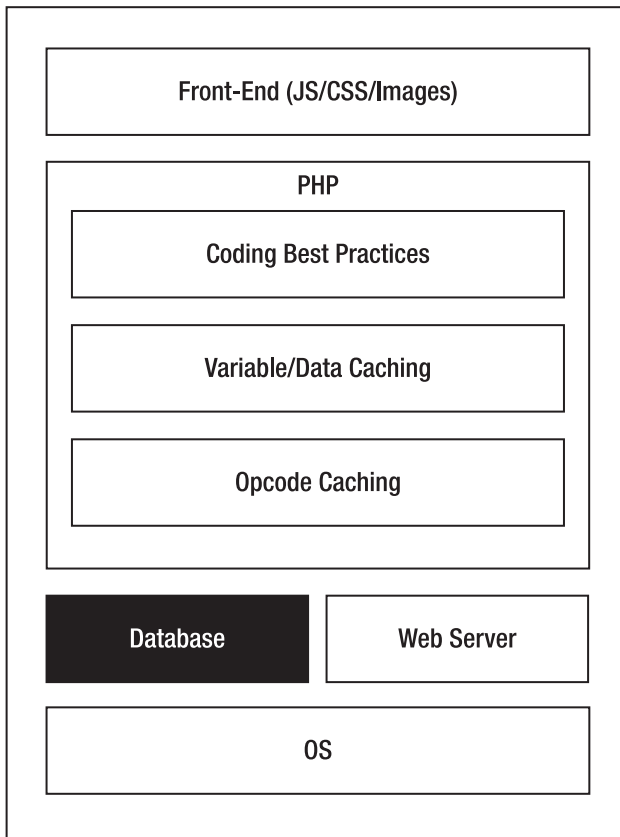 Front-End (JS/CSS/Images)
PHP
Coding Best Practices
Variable/Data Caching
Opcode Caching
Database
Web Server
OS